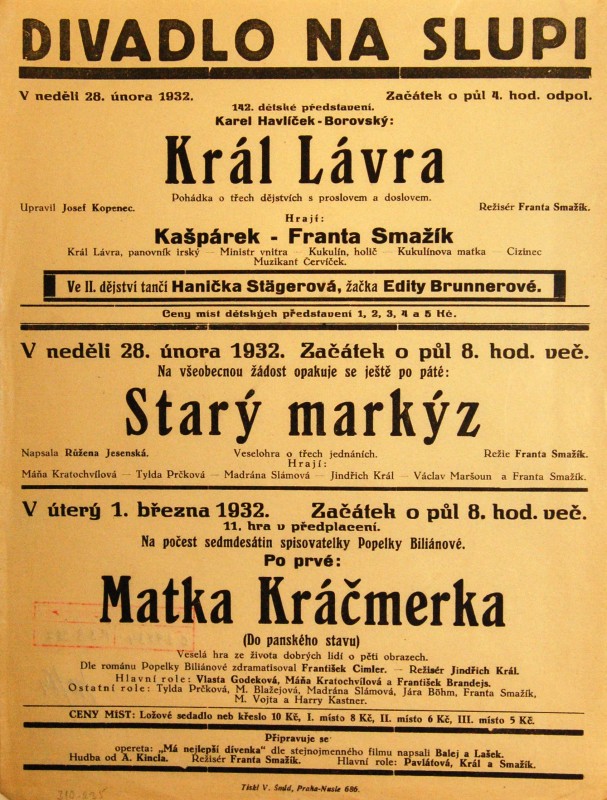 DIVADLO NA SLUPI
V neděli 28. února 1932. Začátek o půl 4. hod. odpol.
142. dětské představení.
Karel Havlíček-Borovský:
Král Lávra
Pohádka o třech dějstvích s proslovem a doslovem.
Upravil Josef Kopenec. Režisér Franta Smažík.
Hrají:
Kašpárek - Franta Smažík
Král Lávra, panovník irský — Ministr vnitra — Kukulín, holič — Kukulínova matka — Cizinec
Muzikant Červíček.
Ve II. dějství tančí Hanička Stägerová, žačka Edity Brunnerové.
Ceny míst dětských představení 1, 2, 3, 4 a 5 Kč.
V neděli 28. února 1932. Začátek o půl 8. hod. več.
Na všeobecnou žádost opakuje se ještě po páté:
Starý markýz
Napsala Růžena Jesenská. Veselohra o třech jednáních. Režie Franta Smažík.
Hrají:
Máňa Kratochvílová — Tylda Prčková — Madrána Slámová — Jindřich Král — Václav Maršoun a Franta Smažík.
V úterý 1. března 1932. Začátek o půl 8. hod. več.
11. hra v předplacení.
Na počest sedmdesátin spisovatelky Popelky Biliánové.
Po prvé:
Matka Kráčmerka
(Do panského stavu)
Veselá hra ze života dobrých lidí o pěti obrazech.
Dle románu Popelky Biliánové zdramatisoval František Cimler. — Režisér Jindřich Král.
Hlavní role: Vlasta Godeková, Máňa Kratochvílová a František Brandejs.
Ostatní role: Tylda Prčková, M. Blažejová, Madrána Slámová, Jára Böhm, Franta Smažík,
M. Vojta a Harry Kastner.
CENY MÍST: Ložové sedadlo neb křeslo 10 Kč, I. místo 8 Kč, II. místo 6 Kč, III. místo 5 Kč.
Připravuje se
opereta: „Má nejlepší dívenka" dle stejnojmenného filmu napsali Balej a Lašek.
Hudba od A. Kincla. Režisér Franta Smažík. Hlavní role: Pavlátová, Král a Smažík.
Tiskl V. Šmíd, Praha-Nusle 686.